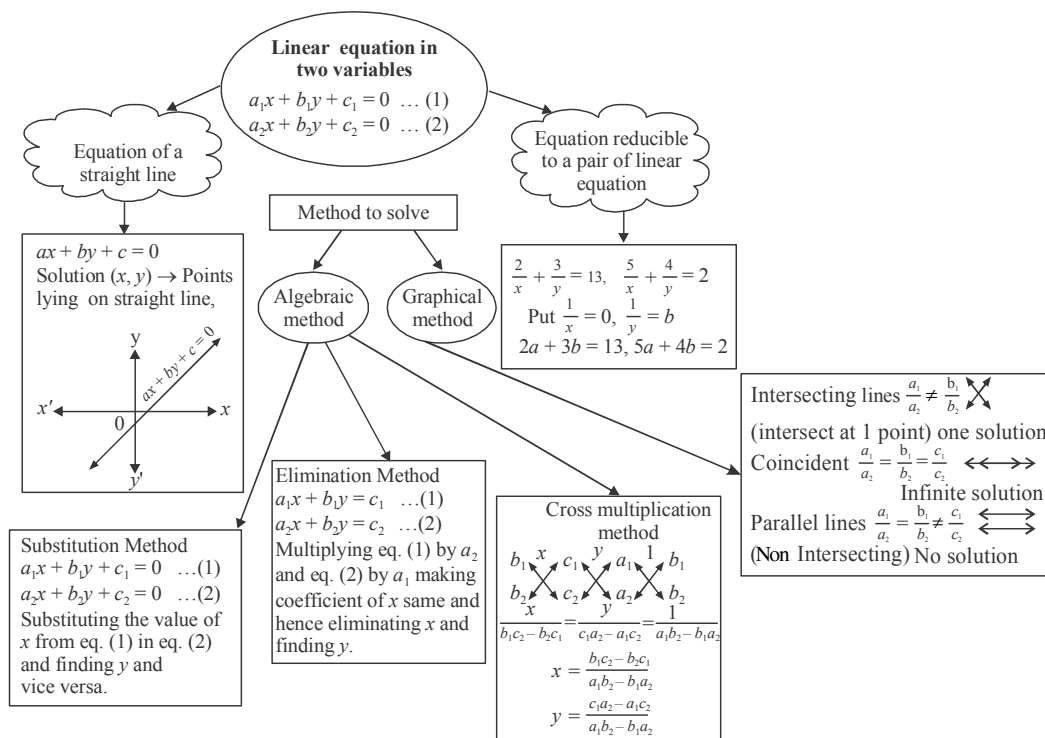 Linear equation in
two variables
a₁x + b₁y + c₁ = 0 … (1)
a₂x + b₂y + c₂ = 0 … (2)
Equation of a
straight line
Equation reducible
to a pair of linear
equation
Method to solve
ax + by + c = 0
Solution (x, y) → Points
lying on straight line,
y
ax + by + c = 0
x′ 0 x
y'
Algebraic
method
Graphical
method
2/x + 3/y = 13, 5/x + 4/y = 2
Put 1/x = 0, 1/y = b
2a + 3b = 13, 5a + 4b = 2
Intersecting lines a₁/a₂ ≠ b₁/b₂
(intersect at 1 point) one solution
Coincident a₁/a₂ = b₁/b₂ = c₁/c₂
Infinite solution
Parallel lines a₁/a₂ = b₁/b₂ ≠ c₁/c₂
(Non Intersecting) No solution
Substitution Method
a₁x + b₁y + c₁ = 0 …(1)
a₂x + b₂y + c₂ = 0 …(2)
Substituting the value of
x from eq. (1) in eq. (2)
and finding y and
vice versa.
Elimination Method
a₁x + b₁y = c₁ …(1)
a₂x + b₂y = c₂ …(2)
Multiplying eq. (1) by a₂
and eq. (2) by a₁ making
coefficient of x same and
hence eliminating x and
finding y.
Cross multiplication
method
b₁ x c₁ y a₁ 1 b₁
b₂ c₂ a₂ b₂
x/(b₁c₂ – b₂c₁) = y/(c₁a₂ – a₁c₂) = 1/(a₁b₂ – b₁a₂)
x = (b₁c₂ – b₂c₁)/(a₁b₂ – b₁a₂)
y = (c₁a₂ – a₁c₂)/(a₁b₂ – b₁a₂)